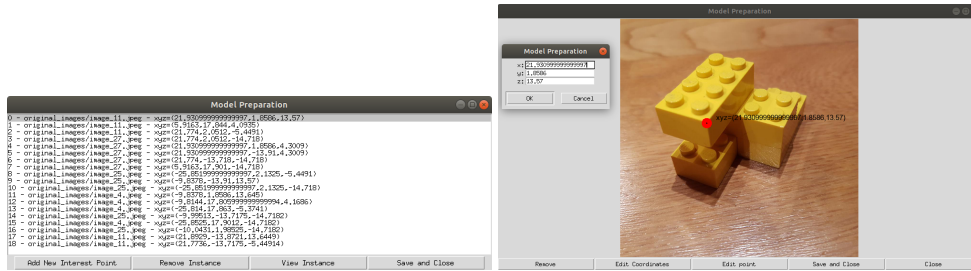 Model Preparation
0 - original_images/image_11.jpeg - xyz=(21.930999999999997,1.8586,13.57)
1 - original_images/image_11.jpeg - xyz=(5.9163,17.844,4.0935)
2 - original_images/image_11.jpeg - xyz=(21.774,2.0512,-5.4491)
3 - original_images/image_27.jpeg - xyz=(21.774,2.0512,-14.718)
4 - original_images/image_27.jpeg - xyz=(21.930999999999997,1.8586,4.3009)
5 - original_images/image_27.jpeg - xyz=(21.930999999999997,-13.91,4.3009)
6 - original_images/image_27.jpeg - xyz=(21.774,-13.718,-14.718)
7 - original_images/image_27.jpeg - xyz=(5.9163,17.901,-14.718)
8 - original_images/image_25.jpeg - xyz=(-25.851999999999997,2.1325,-5.4491)
9 - original_images/image_25.jpeg - xyz=(-9.8378,-13.91,13.57)
10 - original_images/image_25.jpeg - xyz=(-25.851999999999997,2.1325,-14.718)
11 - original_images/image_4.jpeg - xyz=(-9.8378,1.8586,13.645)
12 - original_images/image_4.jpeg - xyz=(-9.8144,17.805999999999994,4.1686)
13 - original_images/image_4.jpeg - xyz=(-25.814,17.863,-5.3741)
14 - original_images/image_25.jpeg - xyz=(-9.99513,-13.7175,-14.7182)
15 - original_images/image_4.jpeg - xyz=(-25.8525,17.9012,-14.7182)
16 - original_images/image_25.jpeg - xyz=(-10.0431,1.98525,-14.7182)
17 - original_images/image_11.jpeg - xyz=(21.8929,-13.8721,13.6449)
18 - original_images/image_11.jpeg - xyz=(21.7736,-13.7175,-5.44914)
Add New Interest Point Remove Instance View Instance Save and Close
Model Preparation
Model Preparation
x: 21.930999999999997
y: 1.8586
z: 13.57
OK Cancel
xyz=(21.930999999999997,1.8586,13.57)
Remove Edit Coordinates Edit point Save and Close Close